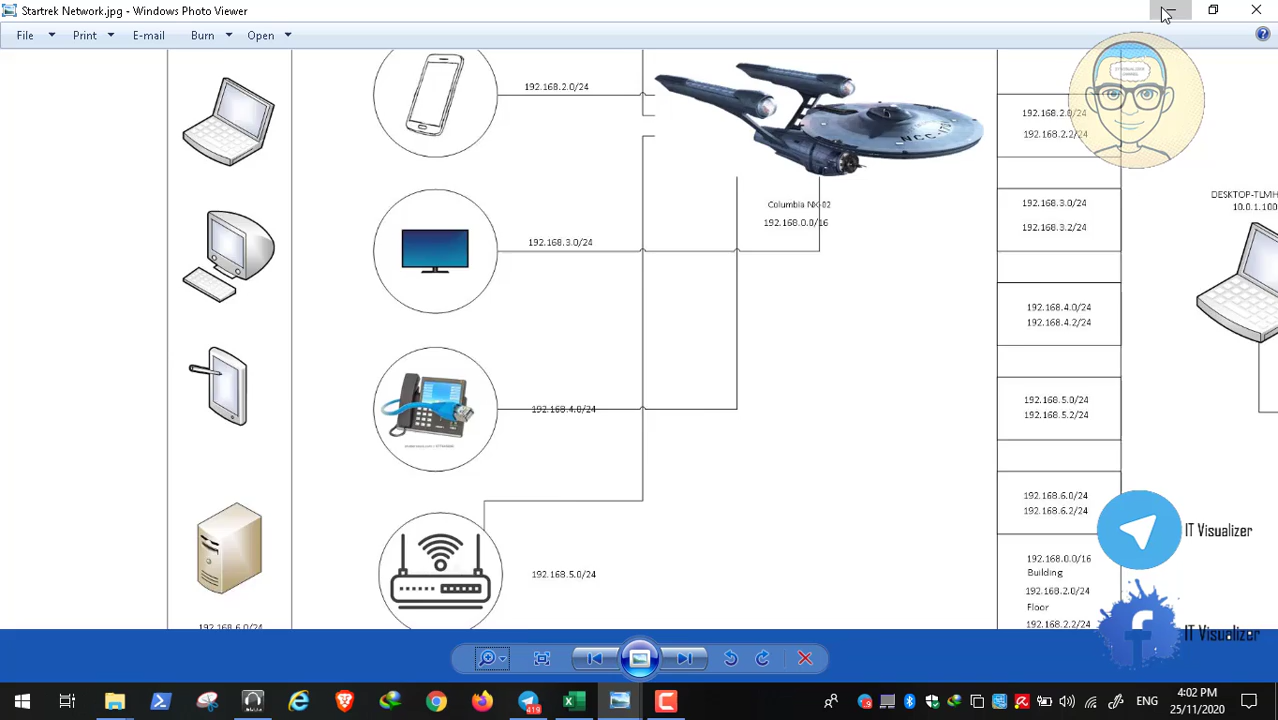 Startrek Network.jpg - Windows Photo Viewer
File
Print
E-mail
Burn
Open
192.168.2.0/24
192.168.3.0/24
192.168.4.0/24
192.168.5.0/24
192.168.6.0/24
NCC-1701
Columbia NX-02
192.168.0.0/16
192.168.2.0/
192.168.2.2/24
192.168.3.0/24
192.168.3.2/24
192.168.4.0/24
192.168.4.2/24
192.168.5.0/24
192.168.5.2/24
192.168.6.0/24
192.168.6.2/24
192.168.0.0/16
Building
192.168.2.0/24
Floor
192.168.2.2/24
DESKTOP-TLMH
10.0.1.100
IT Visualizer
IT Visualizer
419
ENG
4:02 PM
25/11/2020